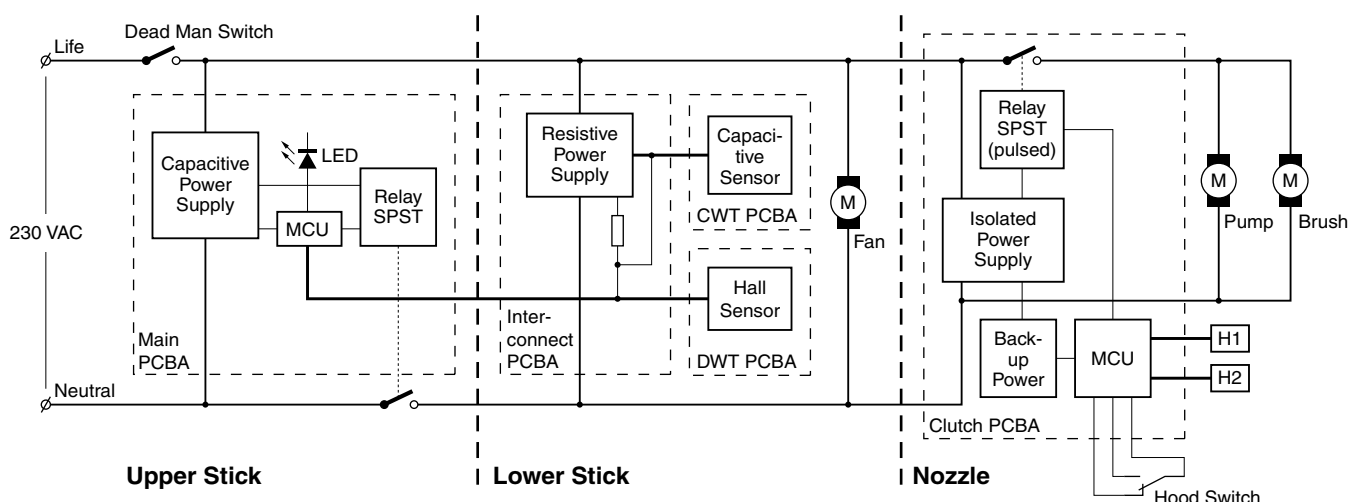 Life
Dead Man Switch
230 VAC
Neutral
Capacitive
Power
Supply
LED
MCU
Relay
SPST
Main
PCBA
Upper Stick
Resistive
Power
Supply
Capaci-
tive
Sensor
CWT PCBA
Hall
Sensor
DWT PCBA
Inter-
connect
PCBA
M
Fan
Lower Stick
Relay
SPST
(pulsed)
Isolated
Power
Supply
Back-
up
Power
MCU
H1
H2
Clutch PCBA
M
Pump
M
Brush
Hood Switch
Nozzle